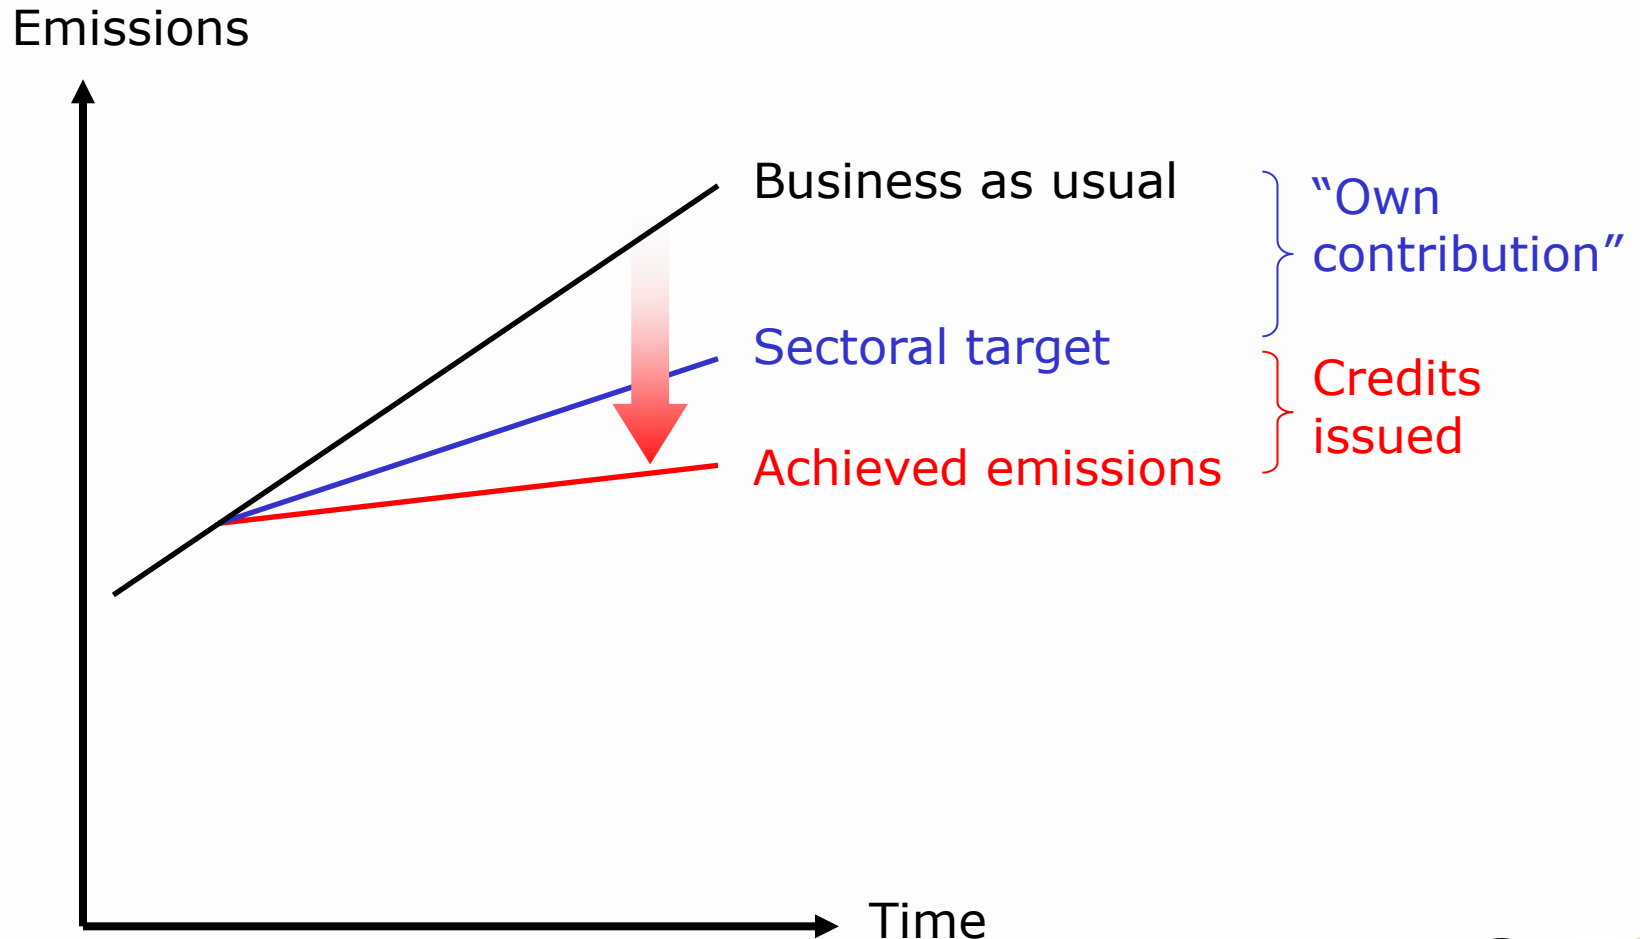 Emissions
Business as usual
“Own
contribution”
Sectoral target
Credits
issued
Achieved emissions
Time